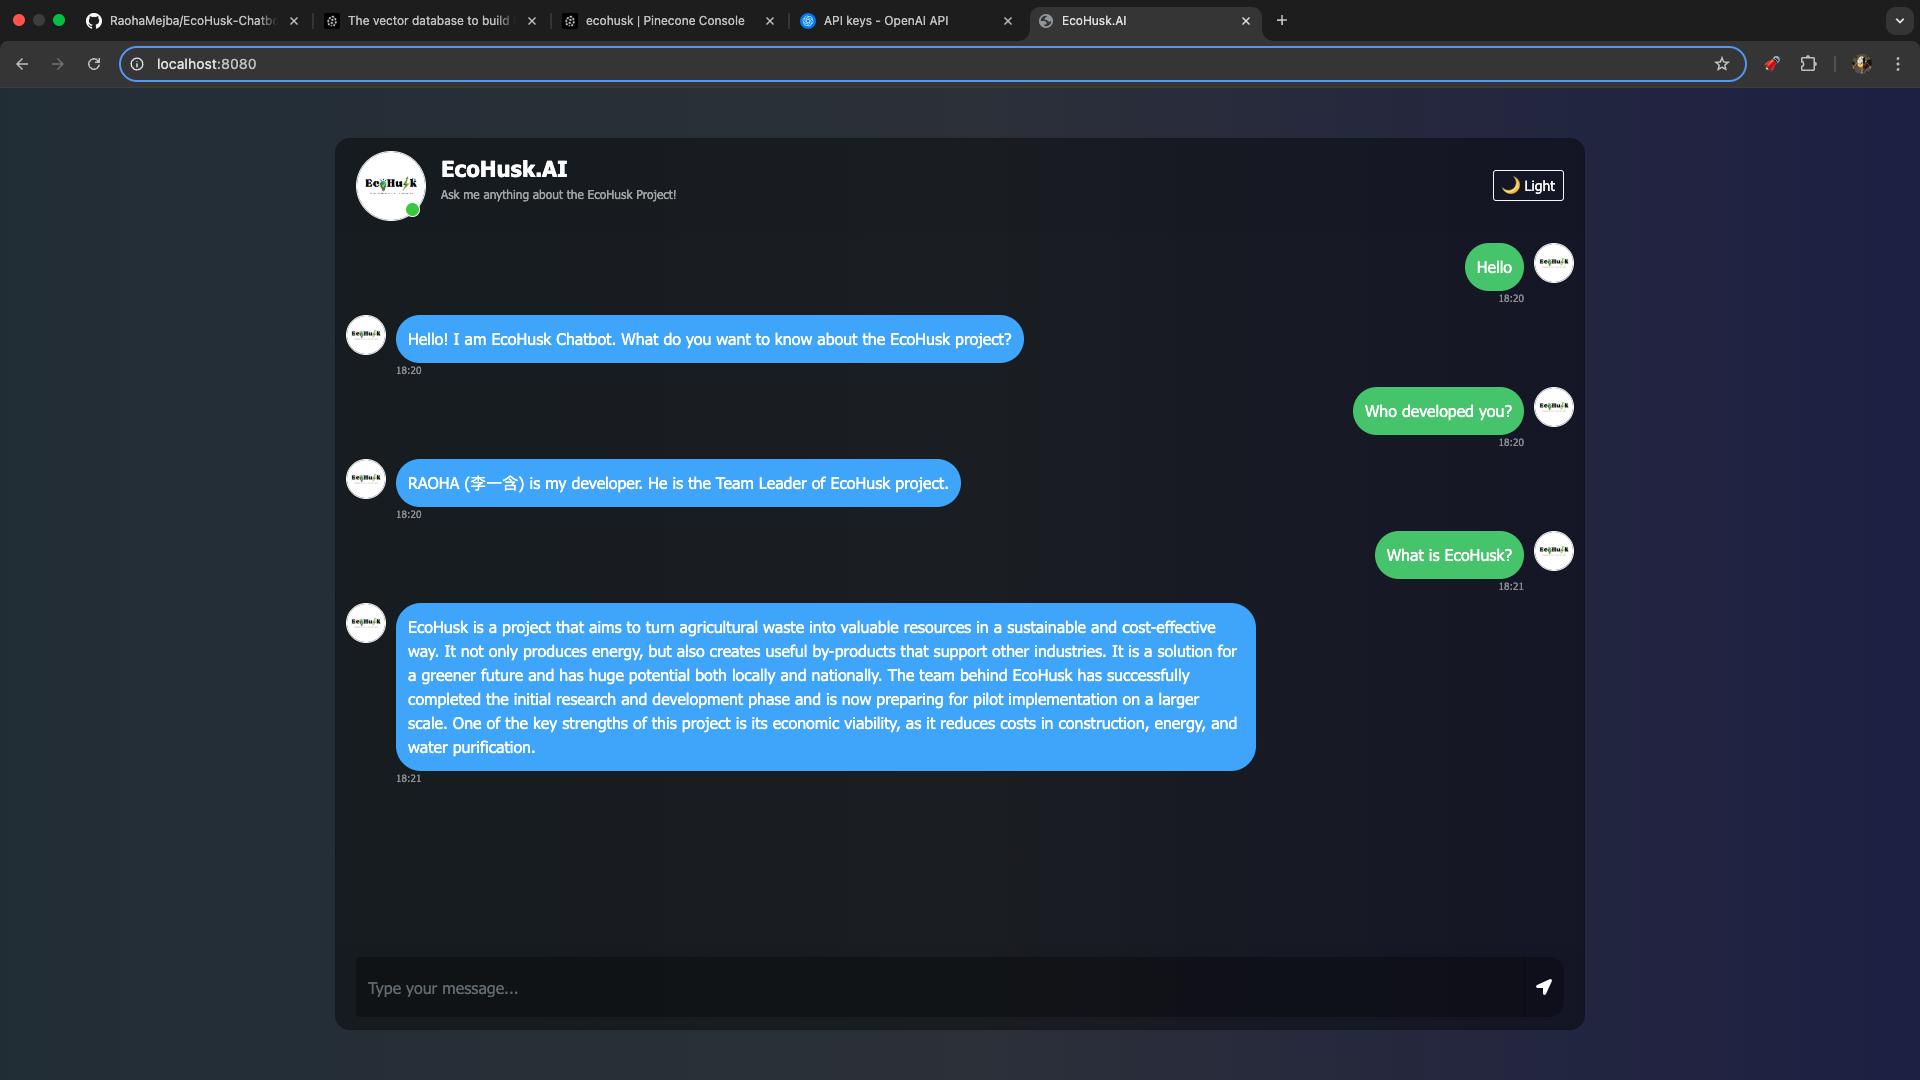 RaohaMejba/EcoHusk-Chatb
The vector database to build
ecohusk | Pinecone Console
API keys - OpenAI API
EcoHusk.AI
localhost:8080
EcoHusk
EcoHusk.AI
Ask me anything about the EcoHusk Project!
Light
Hello
EcoHusk
18:20
EcoHusk
Hello! I am EcoHusk Chatbot. What do you want to know about the EcoHusk project?
18:20
Who developed you?
EcoHusk
18:20
EcoHusk
RAOHA (李一含) is my developer. He is the Team Leader of EcoHusk project.
18:20
What is EcoHusk?
EcoHusk
18:21
EcoHusk
EcoHusk is a project that aims to turn agricultural waste into valuable resources in a sustainable and cost-effective
way. It not only produces energy, but also creates useful by-products that support other industries. It is a solution for
a greener future and has huge potential both locally and nationally. The team behind EcoHusk has successfully
completed the initial research and development phase and is now preparing for pilot implementation on a larger
scale. One of the key strengths of this project is its economic viability, as it reduces costs in construction, energy, and
water purification.
18:21
Type your message...